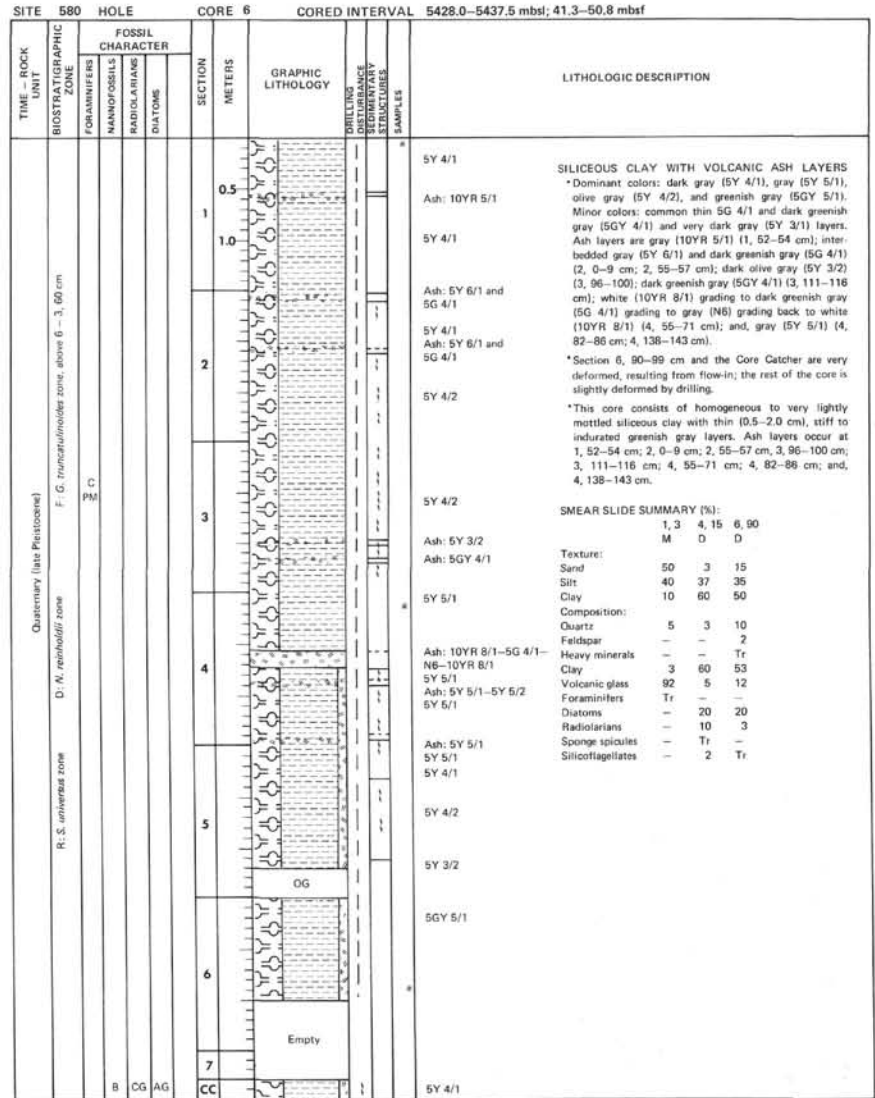 SITE 580 HOLE CORE 6 CORED INTERVAL 5428.0–5437.5 mbsl; 41.3–50.8 mbsf
TIME – ROCK UNIT
BIOSTRATIGRAPHIC ZONE
FOSSIL CHARACTER
FORAMINIFERS
NANNOFOSSILS
RADIOLARIANS
DIATOMS
SECTION
METERS
GRAPHIC LITHOLOGY
DRILLING DISTURBANCE
SEDIMENTARY STRUCTURES
SAMPLES
LITHOLOGIC DESCRIPTION
Quaternary (late Pleistocene)
F: G. truncatulinoides zone, above 6 – 3, 60 cm
D: N. reinholdii zone
R: S. universus zone
C
PM
B CG AG
1
0.5
1.0
2
3
4
5
6
7
CC
OG
Empty
5Y 4/1
Ash: 10YR 5/1
5Y 4/1
Ash: 5Y 6/1 and
5G 4/1
5Y 4/1
Ash: 5Y 6/1 and
5G 4/1
5Y 4/2
5Y 4/2
Ash: 5Y 3/2
Ash: 5GY 4/1
5Y 5/1
Ash: 10YR 8/1–5G 4/1–
N6–10YR 8/1
5Y 5/1
Ash: 5Y 5/1–5Y 5/2
5Y 6/1
Ash: 5Y 5/1
5Y 5/1
5Y 4/1
5Y 4/2
5Y 3/2
5GY 5/1
5Y 4/1
SILICEOUS CLAY WITH VOLCANIC ASH LAYERS
*Dominant colors: dark gray (5Y 4/1), gray (5Y 5/1),
olive gray (5Y 4/2), and greenish gray (5GY 5/1).
Minor colors: common thin 5G 4/1 and dark greenish
gray (5GY 4/1) and very dark gray (5Y 3/1) layers.
Ash layers are gray (10YR 5/1) (1, 52–54 cm); inter-
bedded gray (5Y 6/1) and dark greenish gray (5G 4/1)
(2, 0–9 cm; 2, 55–57 cm); dark olive gray (5Y 3/2)
(3, 96–100); dark greenish gray (5GY 4/1) (3, 111–116
cm); white (10YR 8/1) grading to dark greenish gray
(5G 4/1) grading to gray (N6) grading back to white
(10YR 8/1) (4, 55–71 cm); and, gray (5Y 5/1) (4,
82–86 cm; 4, 138–143 cm).
*Section 6, 90–99 cm and the Core Catcher are very
deformed, resulting from flow-in; the rest of the core is
slightly deformed by drilling.
*This core consists of homogeneous to very lightly
mottled siliceous clay with thin (0.5–2.0 cm), stiff to
indurated greenish gray layers. Ash layers occur at
1, 52–54 cm; 2, 0–9 cm; 2, 55–57 cm, 3, 96–100 cm;
3, 111–116 cm; 4, 55–71 cm; 4, 82–86 cm; and,
4, 138–143 cm.
SMEAR SLIDE SUMMARY (%):
1, 3 4, 15 6, 90
M D D
Texture:
Sand 50 3 15
Silt 40 37 35
Clay 10 60 50
Composition:
Quartz 5 3 10
Feldspar – – 2
Heavy minerals – – Tr
Clay 3 60 53
Volcanic glass 92 5 12
Foraminifers Tr – –
Diatoms – 20 20
Radiolarians – 10 3
Sponge spicules – Tr –
Silicoflagellates – 2 Tr